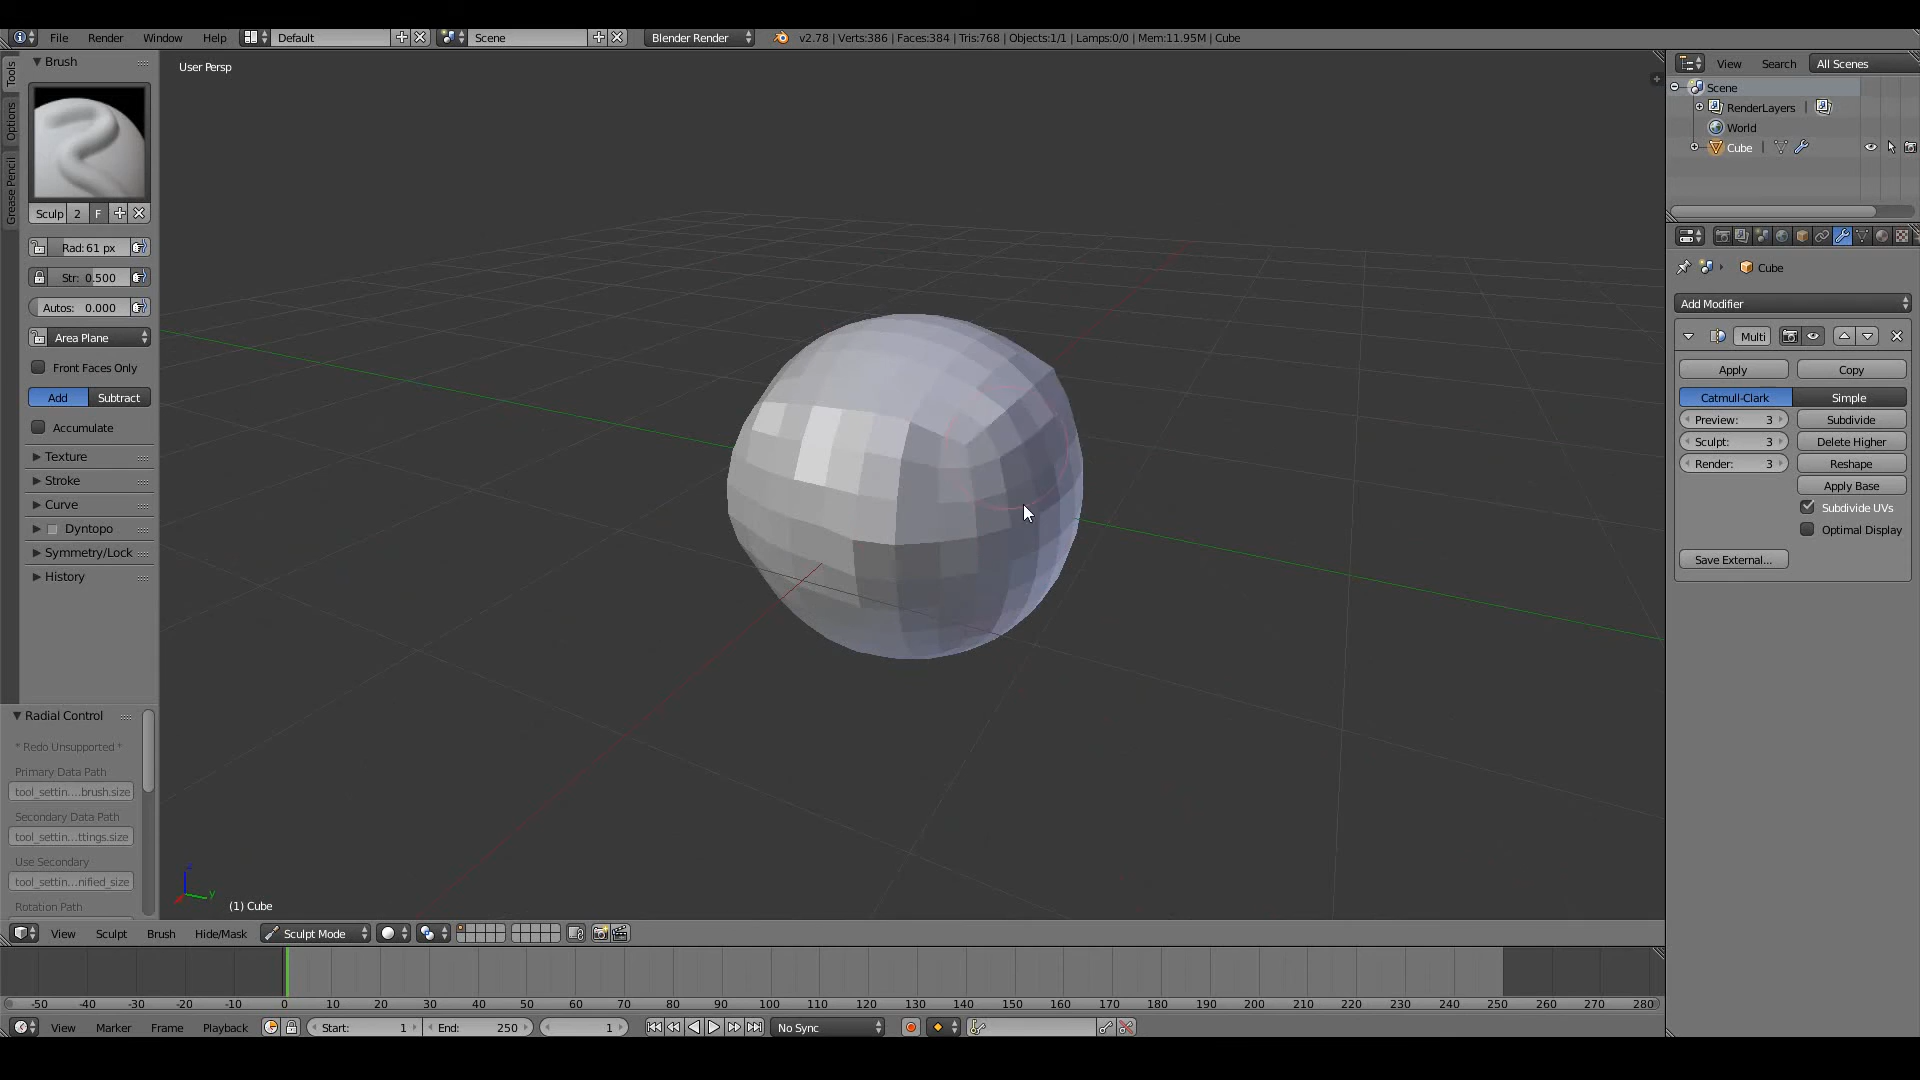 File Render Window Help Default Scene Blender Render v2.78 | Verts:386 | Faces:384 | Tris:768 | Objects:1/1 | Lamps:0/0 | Mem:11.95M | Cube
Tools
Options
Grease Pencil
Brush
Sculp 2 F
Rad: 61 px
Str: 0.500
Autos: 0.000
Area Plane
Front Faces Only
Add Subtract
Accumulate
Texture
Stroke
Curve
Dyntopo
Symmetry/Lock
History
Radial Control
* Redo Unsupported *
Primary Data Path
tool_settin....brush.size
Secondary Data Path
tool_settin...ttings.size
Use Secondary
tool_settin...nified_size
Rotation Path
User Persp
z
y
(1) Cube
View Search All Scenes
Scene
RenderLayers |
World
Cube |
Cube
Add Modifier
Multi
Apply Copy
Catmull-Clark Simple
Preview: 3 Subdivide
Sculpt: 3 Delete Higher
Render: 3 Reshape
Apply Base
Subdivide UVs
Optimal Display
Save External...
View Sculpt Brush Hide/Mask Sculpt Mode
-50 -40 -30 -20 -10 0 10 20 30 40 50 60 70 80 90 100 110 120 130 140 150 160 170 180 190 200 210 220 230 240 250 260 270 280
View Marker Frame Playback Start: 1 End: 250 1 No Sync